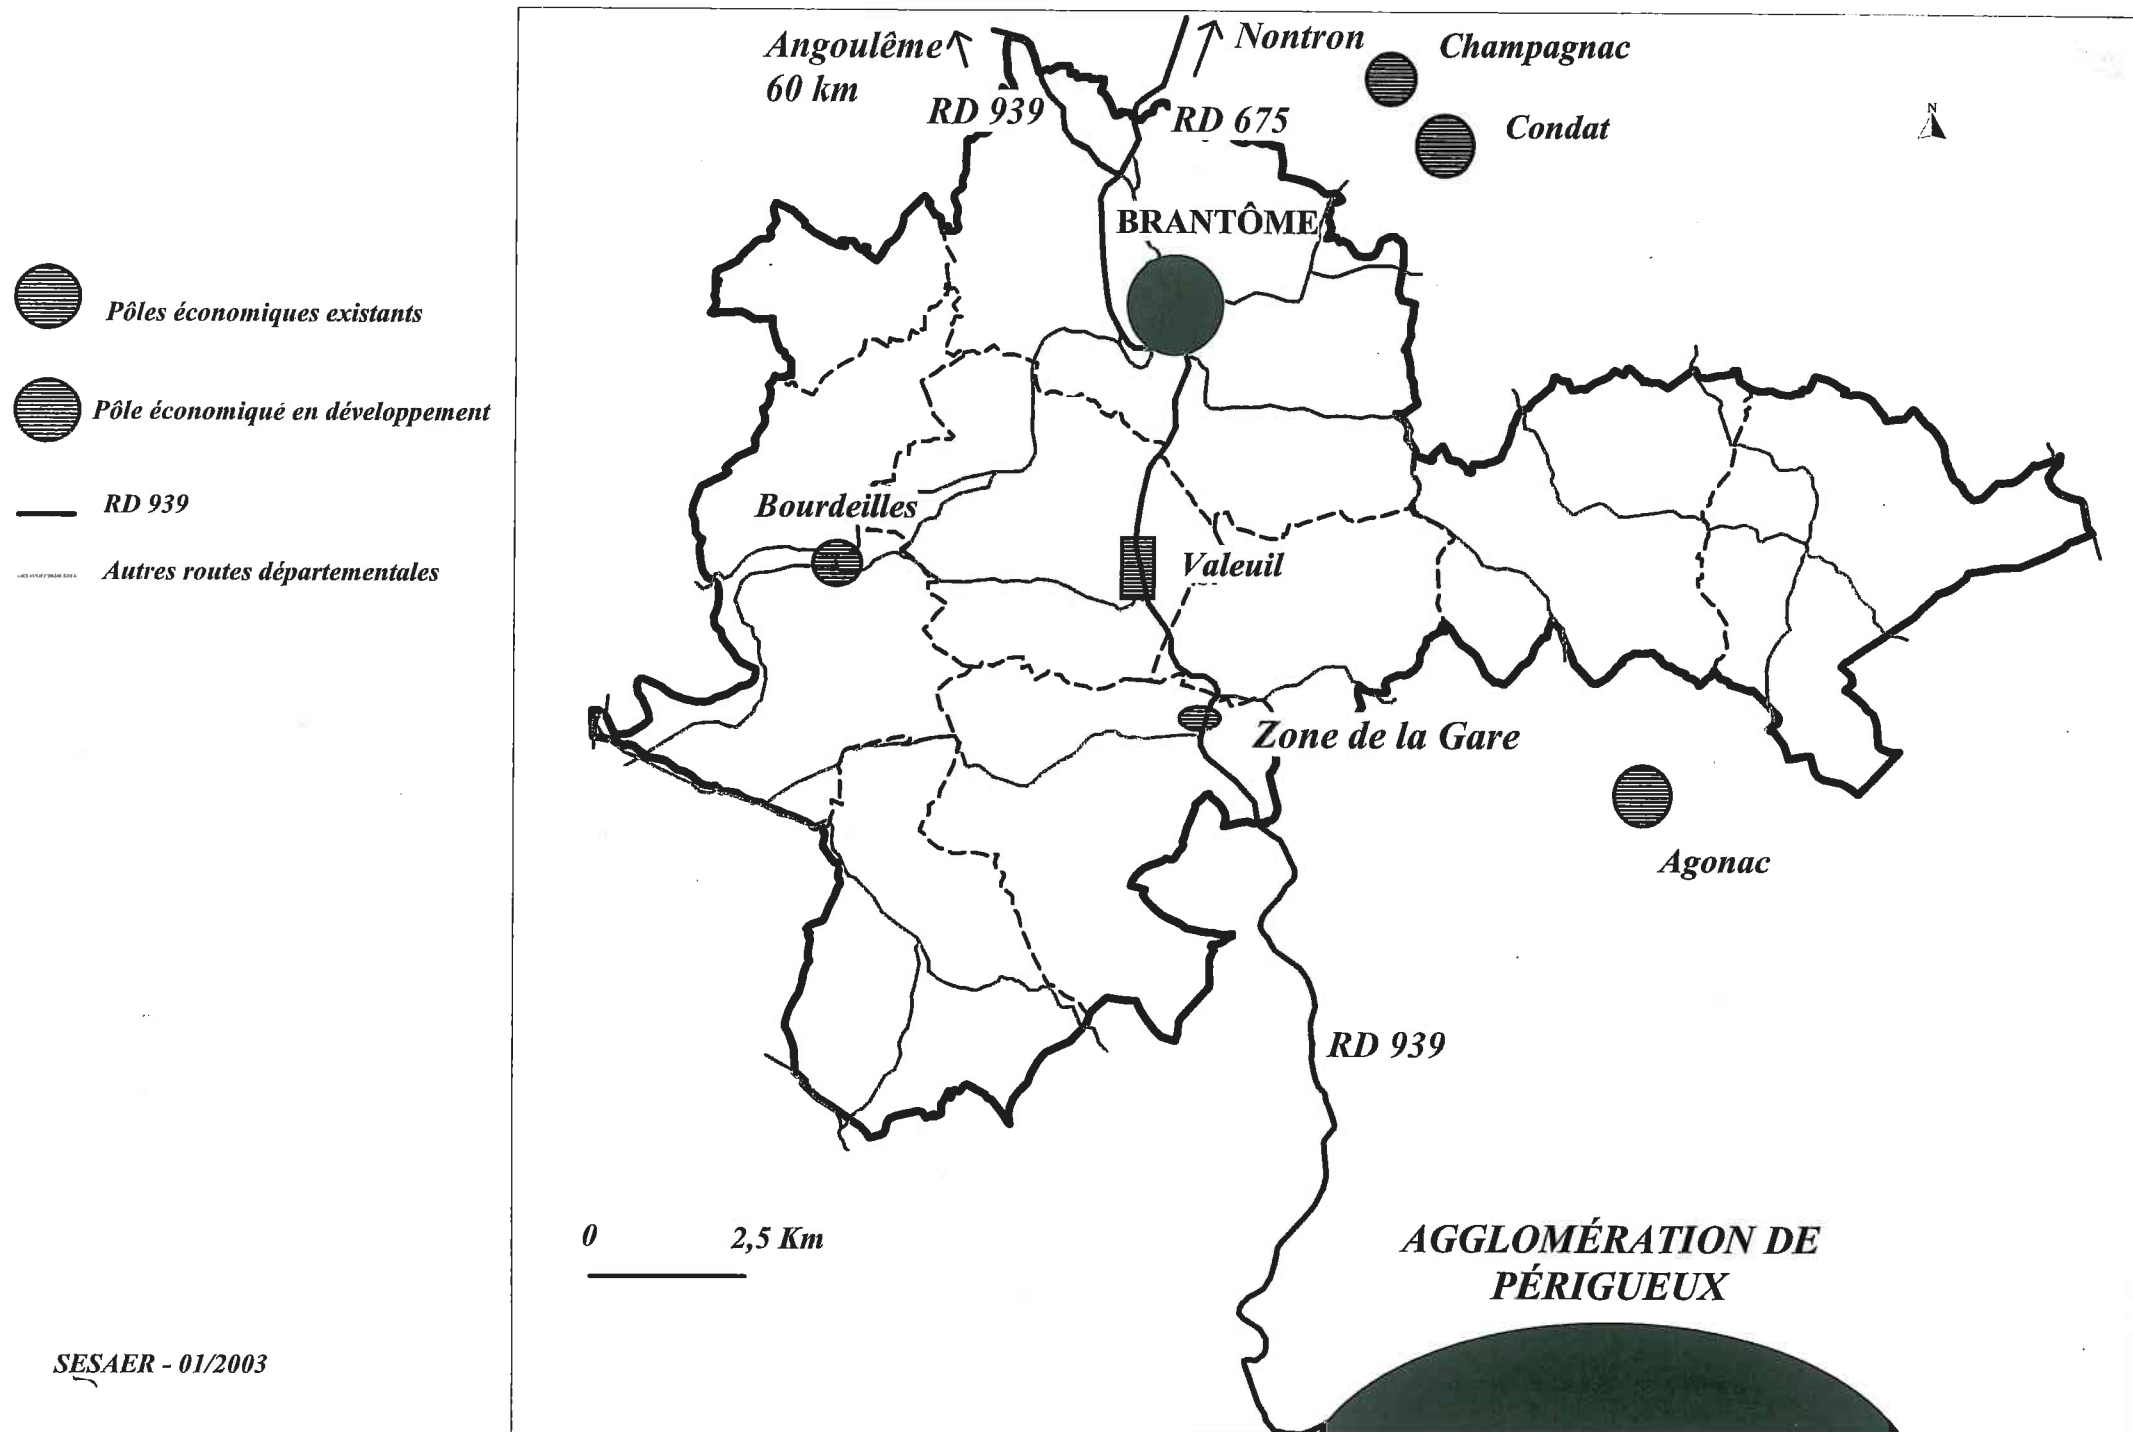 Angoulême
60 km
Nontron
Champagnac
RD 939
RD 675
Condat
N
BRANTÔME
Pôles économiques existants
Pôle économiqué en développement
RD 939
Autres routes départementales
Bourdeilles
Valeuil
Zone de la Gare
Agonac
RD 939
0
2,5 Km
AGGLOMÉRATION DE
PÉRIGUEUX
SESAER - 01/2003